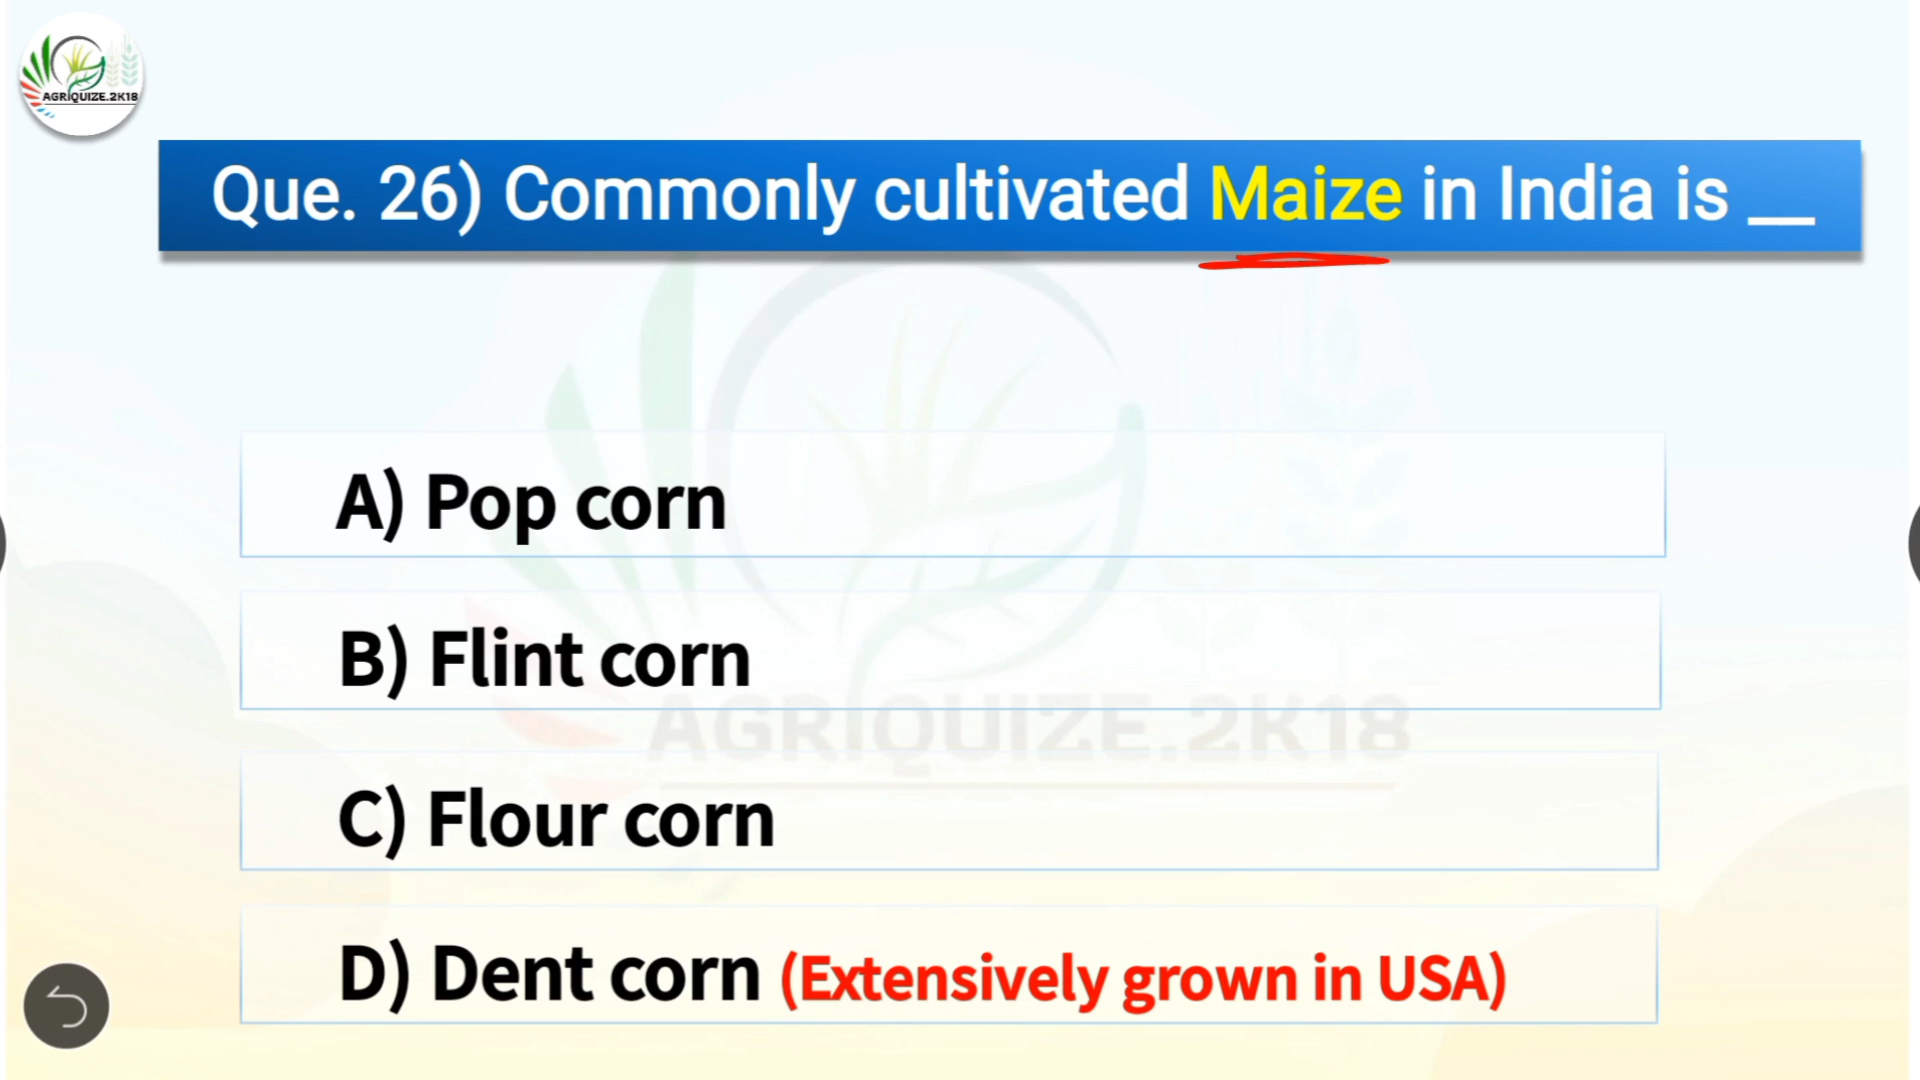 AGRIQUIZE.2K18
Que. 26) Commonly cultivated Maize in India is __
A) Pop corn
B) Flint corn
AGRIQUIZE.2K18
C) Flour corn
D) Dent corn (Extensively grown in USA)